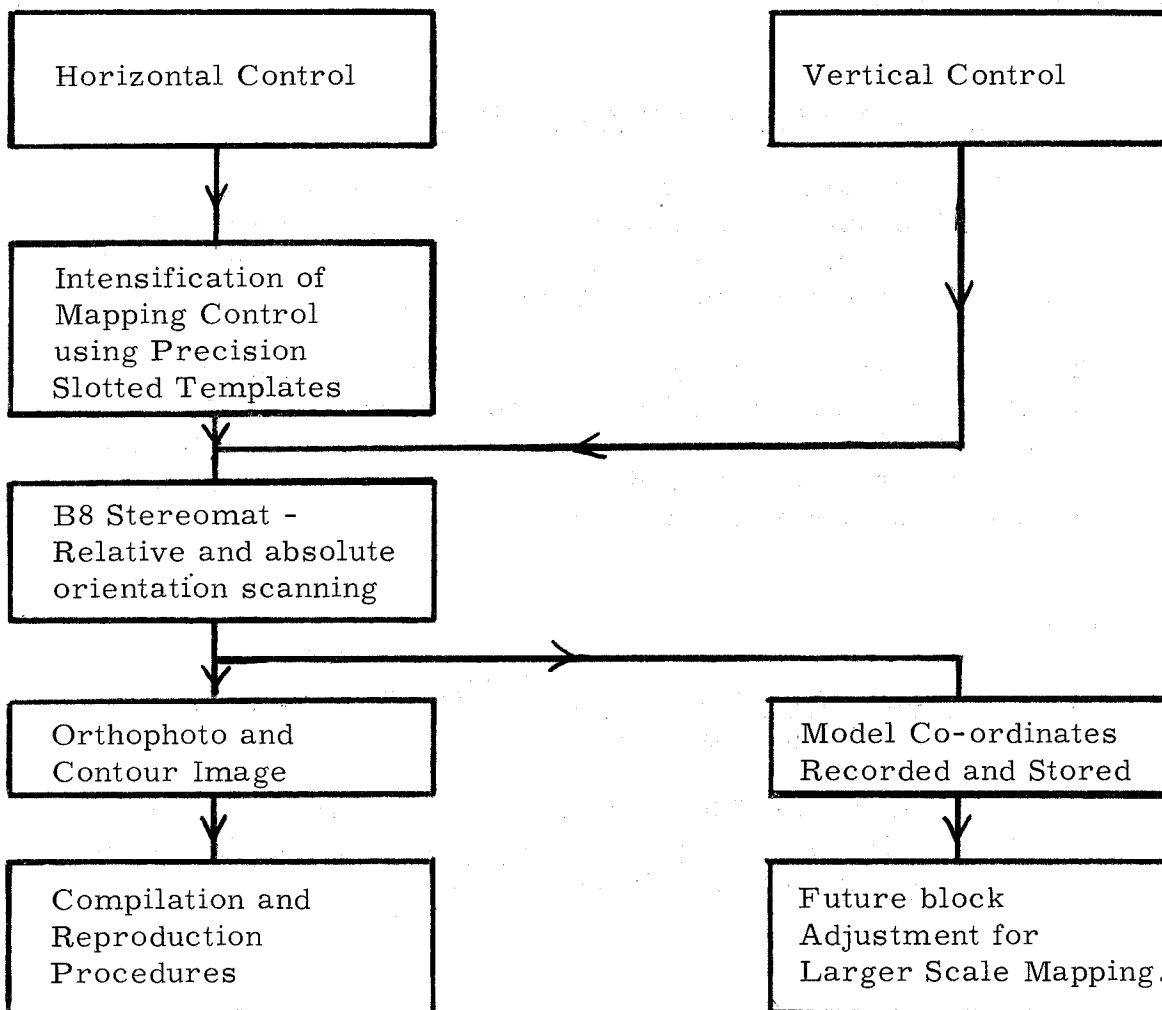 Horizontal Control
Vertical Control
Intensification of
Mapping Control
using Precision
Slotted Templates
B8 Stereomat -
Relative and absolute
orientation scanning
Orthophoto and
Contour Image
Model Co-ordinates
Recorded and Stored
Compilation and
Reproduction
Procedures
Future block
Adjustment for
Larger Scale Mapping.